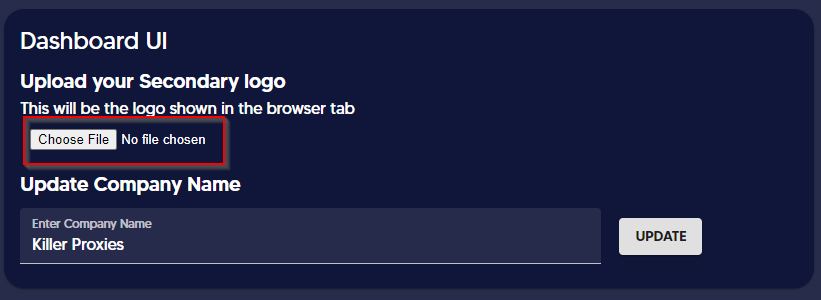 Dashboard UI
Upload your Secondary logo
This will be the logo shown in the browser tab
Choose File No file chosen
Update Company Name
Enter Company Name
Killer Proxies
UPDATE